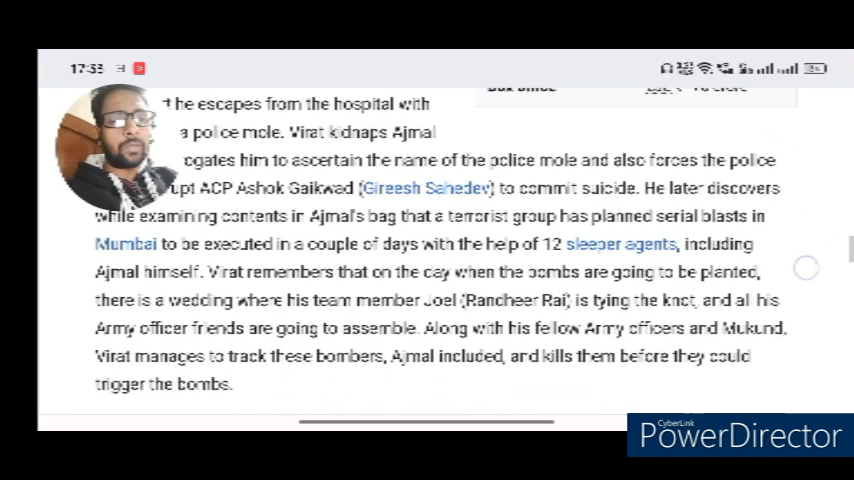 17:33
he escapes from the hospital with
a police mole. Virat kidnaps Ajmal
rogates him to ascertain the name of the police mole and also forces the police
upt ACP Ashok Gaikwad (Gireesh Sahedev) to commit suicide. He later discovers
while examining contents in Ajmal's bag that a terrorist group has planned serial blasts in
Mumbai to be executed in a couple of days with the help of 12 sleeper agents, including
Ajmal himself. Virat remembers that on the day when the bombs are going to be planted,
there is a wedding where his team member Joel (Randheer Rai) is tying the knot, and all his
Army officer friends are going to assemble. Along with his fellow Army officers and Mukund,
Virat manages to track these bombers, Ajmal included, and kills them before they could
trigger the bombs.
CyberLink
PowerDirector